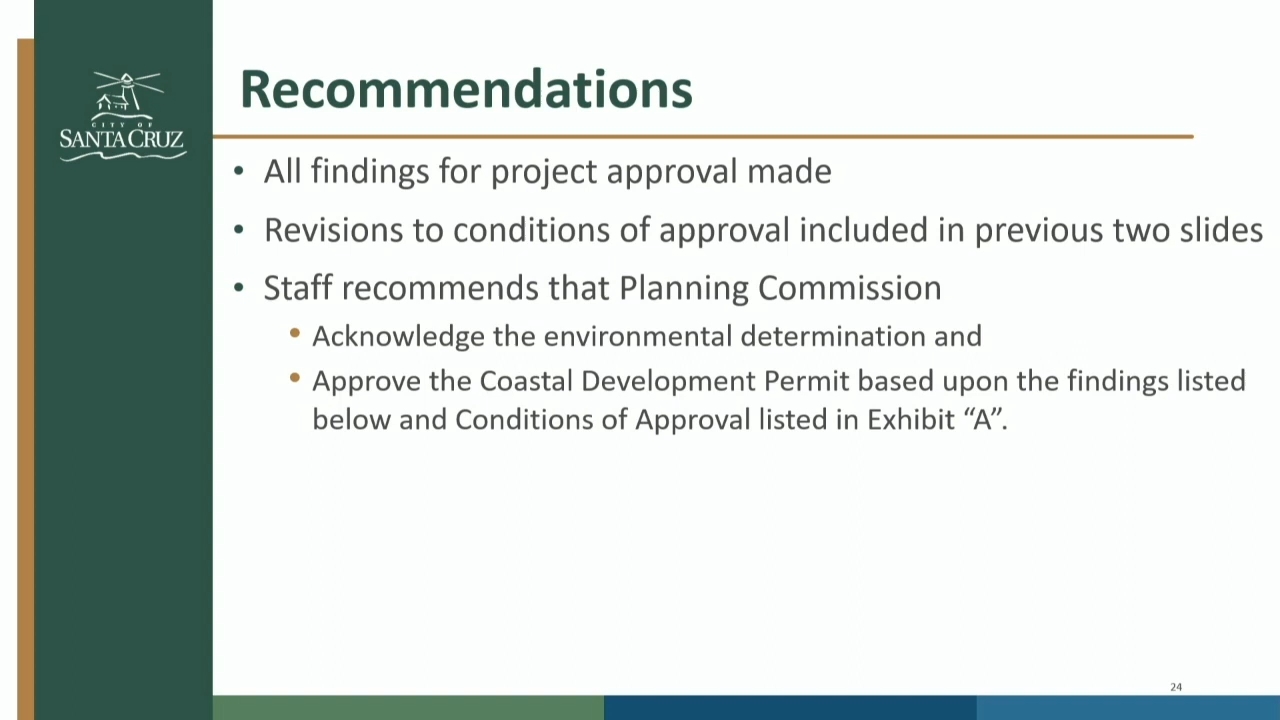 Recommendations
CITY OF
SANTA CRUZ
• All findings for project approval made
• Revisions to conditions of approval included in previous two slides
• Staff recommends that Planning Commission
• Acknowledge the environmental determination and
• Approve the Coastal Development Permit based upon the findings listed
below and Conditions of Approval listed in Exhibit “A”.
24